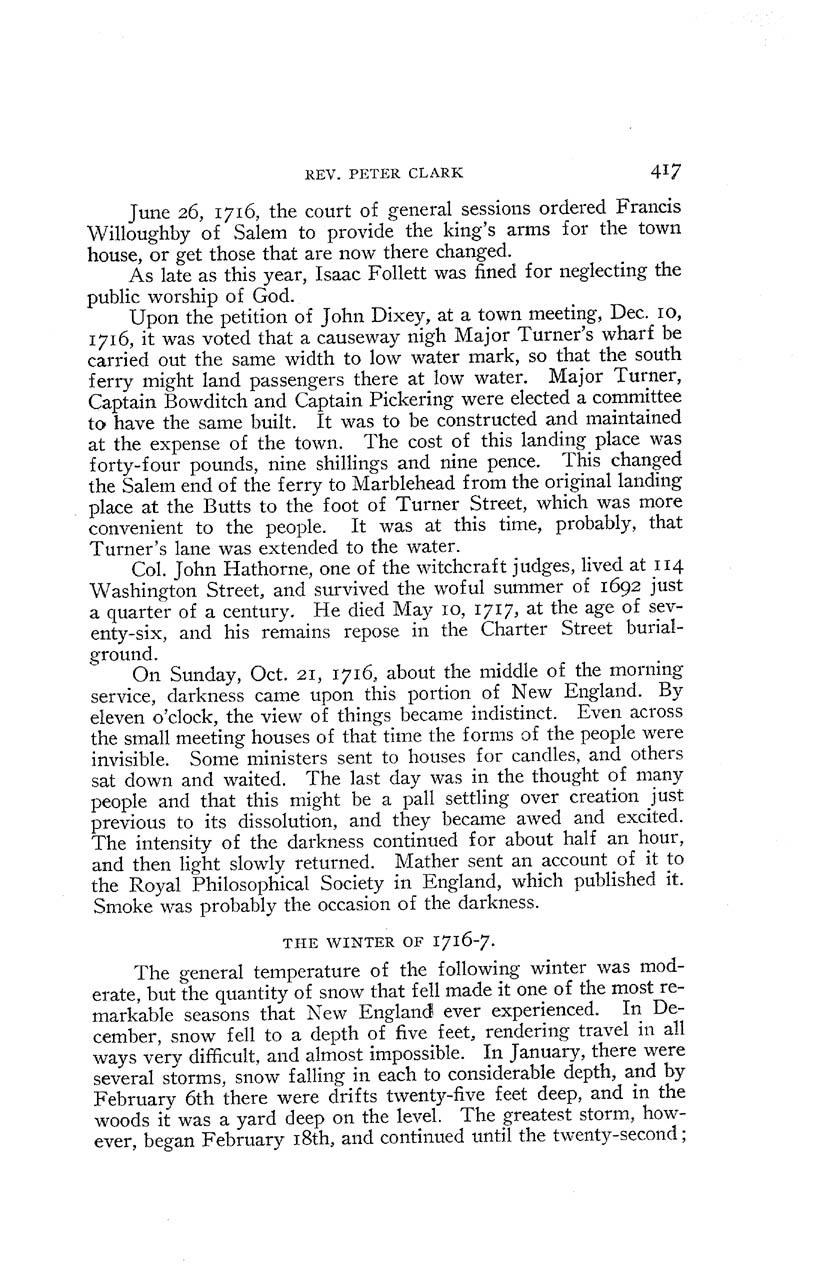 REV. PETER CLARK 417
June 26, 1716, the court of general sessions ordered Francis
Willoughby of Salem to provide the king's arms for the town
house, or get those that are now there changed.
As late as this year, Isaac Follett was fined for neglecting the
public worship of God.
Upon the petition of John Dixey, at a town meeting, Dec. 10,
1716, it was voted that a causeway nigh Major Turner's wharf be
carried out the same width to low water mark, so that the south
ferry might land passengers there at low water. Major Turner,
Captain Bowditch and Captain Pickering were elected a committee
to have the same built. It was to be constructed and maintained
at the expense of the town. The cost of this landing place was
forty-four pounds, nine shillings and nine pence. This changed
the Salem end of the ferry to Marblehead from the original landing
place at the Butts to the foot of Turner Street, which was more
convenient to the people. It was at this time, probably, that
Turner's lane was extended to the water.
Col. John Hathorne, one of the witchcraft judges, lived at 114
Washington Street, and survived the woful summer of 1692 just
a quarter of a century. He died May 10, 1717, at the age of sev-
enty-six, and his remains repose in the Charter Street burial-
ground.
On Sunday, Oct. 21, 1716, about the middle of the morning
service, darkness came upon this portion of New England. By
eleven o'clock, the view of things became indistinct. Even across
the small meeting houses of that time the forms of the people were
invisible. Some ministers sent to houses for candles, and others
sat down and waited. The last day was in the thought of many
people and that this might be a pall settling over creation just
previous to its dissolution, and they became awed and excited.
The intensity of the darkness continued for about half an hour,
and then light slowly returned. Mather sent an account of it to
the Royal Philosophical Society in England, which published it.
Smoke was probably the occasion of the darkness.
THE WINTER OF 1716-7.
The general temperature of the following winter was mod-
erate, but the quantity of snow that fell made it one of the most re-
markable seasons that New England ever experienced. In De-
cember, snow fell to a depth of five feet, rendering travel in all
ways very difficult, and almost impossible. In January, there were
several storms, snow falling in each to considerable depth, and by
February 6th there were drifts twenty-five feet deep, and in the
woods it was a yard deep on the level. The greatest storm, how-
ever, began February 18th, and continued until the twenty-second;